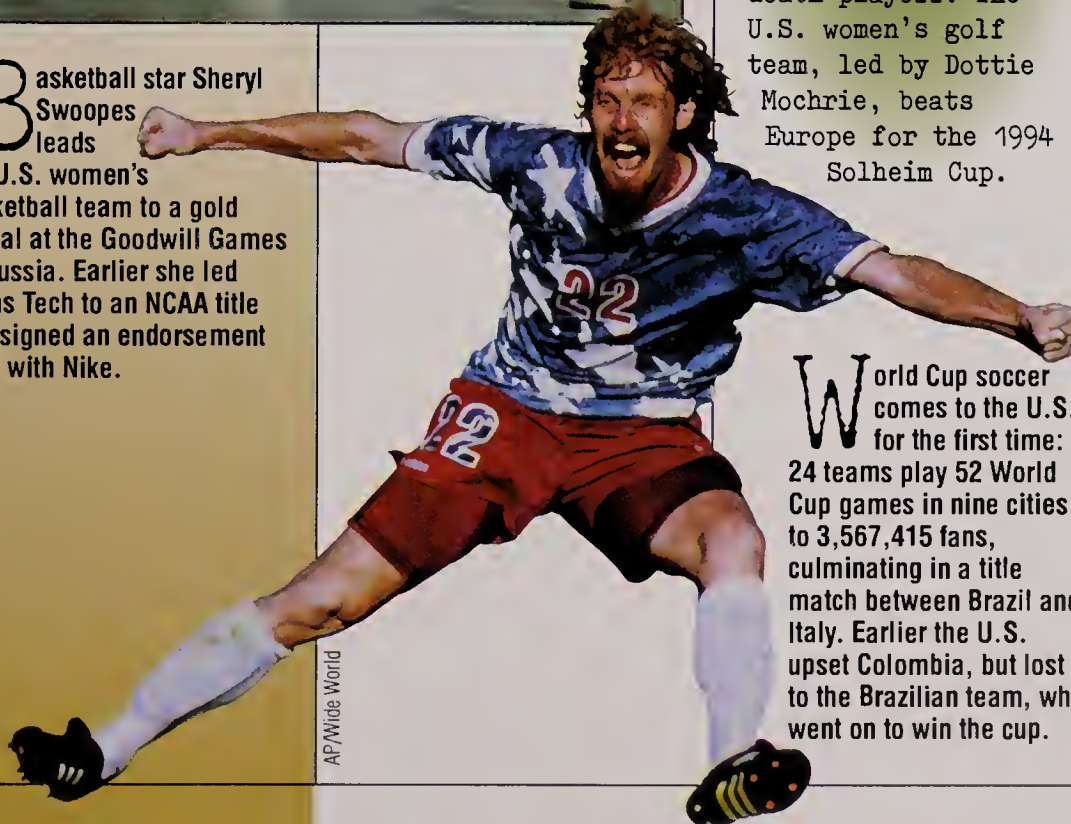 Basketball star Sheryl
Swoopes
leads
U.S. women's
ketball team to a gold
al at the Goodwill Games
ussia. Earlier she led
as Tech to an NCAA title
signed an endorsement
with Nike.
U.S. women's golf
team, led by Dottie
Mochrie, beats
Europe for the 1994
Solheim Cup.
22
22
World Cup soccer
comes to the U.S.
for the first time:
24 teams play 52 World
Cup games in nine cities
to 3,567,415 fans,
culminating in a title
match between Brazil and
Italy. Earlier the U.S.
upset Colombia, but lost
to the Brazilian team, wh
went on to win the cup.
AP/Wide World